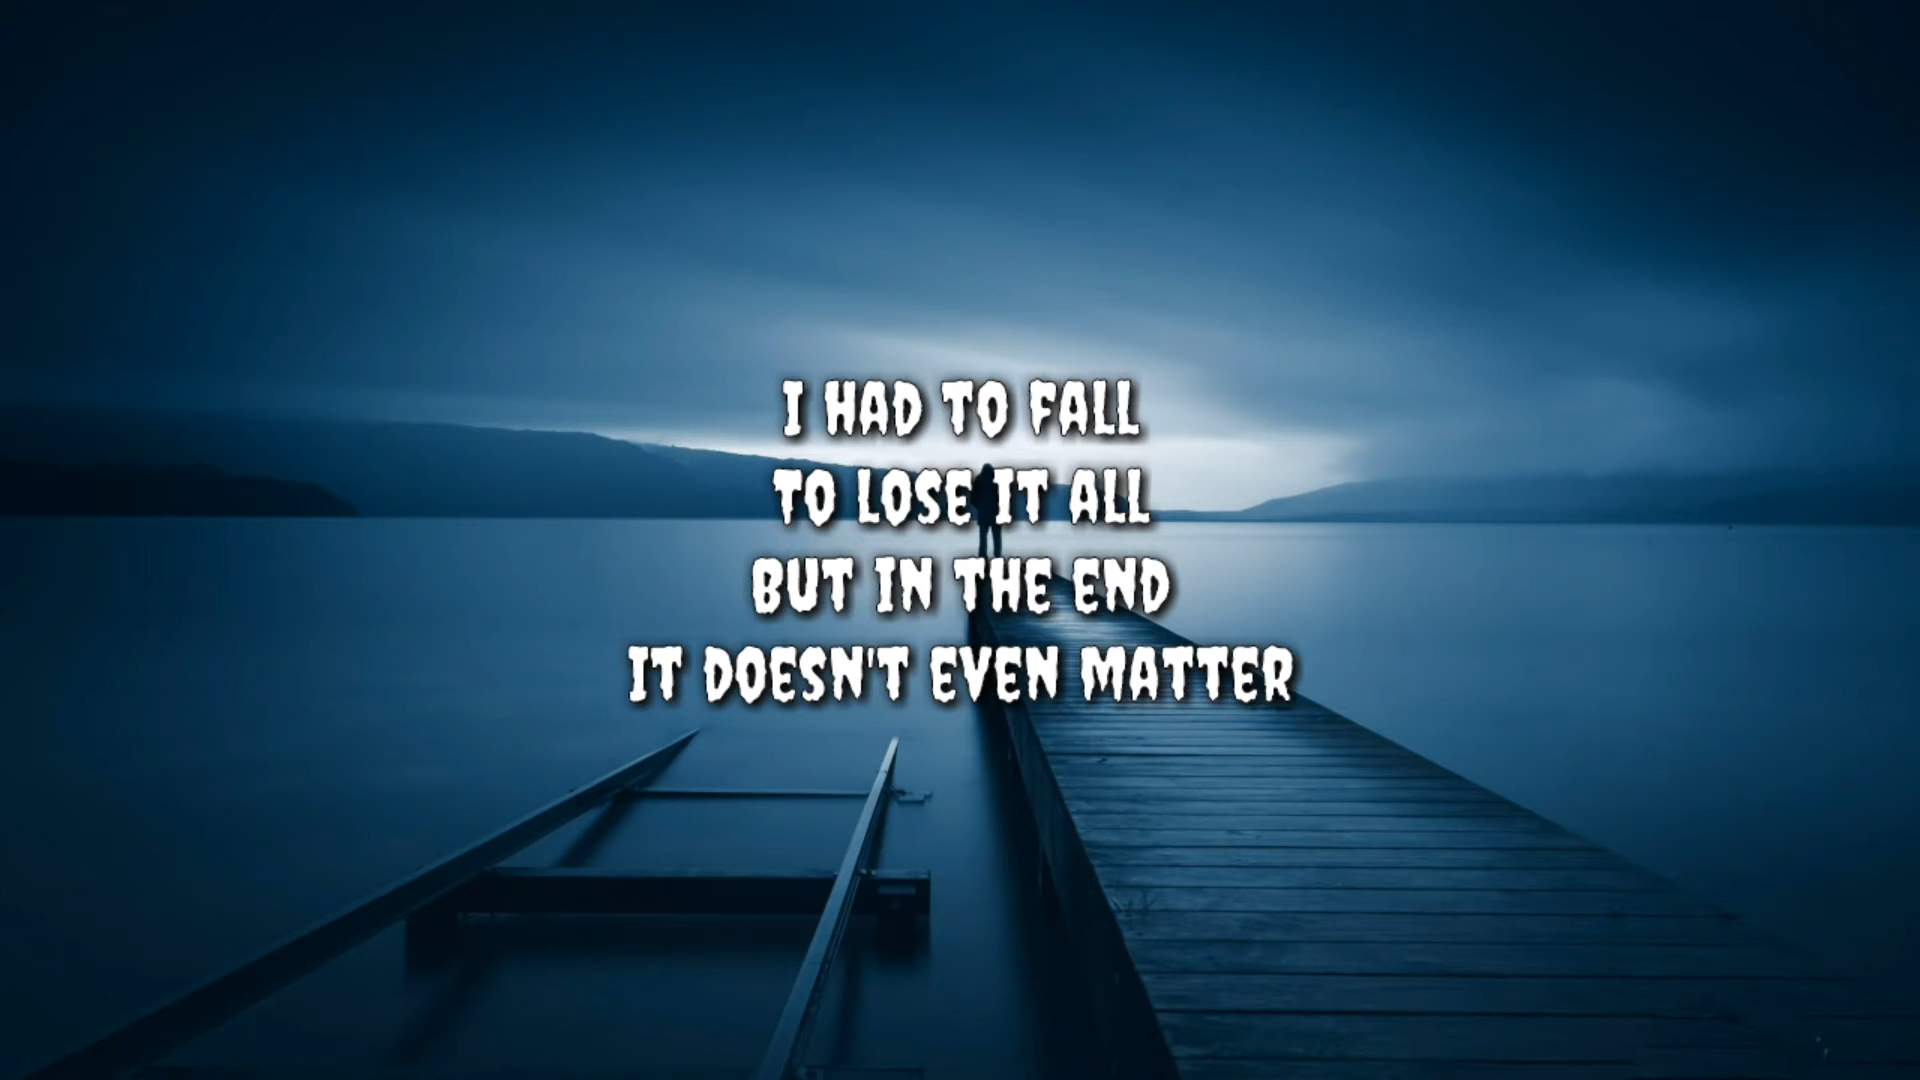 I HAD TO FALL
TO LOSE IT ALL
BUT IN THE END
IT DOESN'T EVEN MATTER